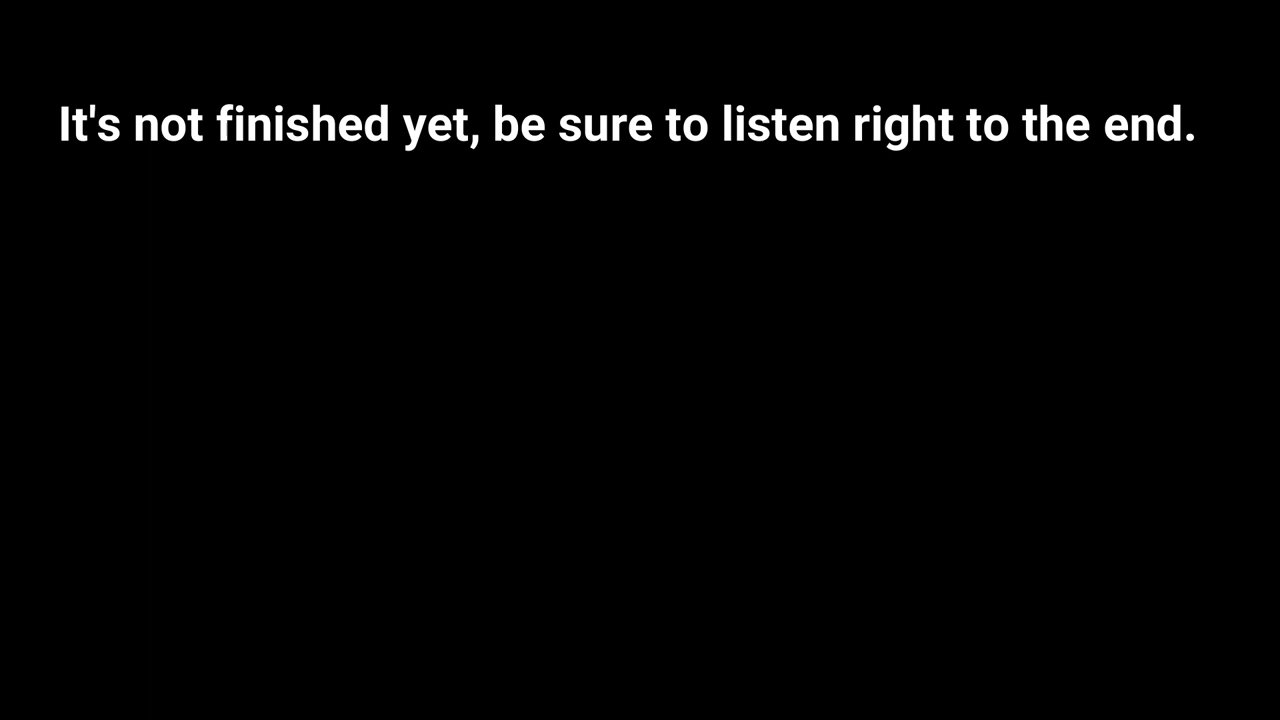 It's not finished yet, be sure to listen right to the end.